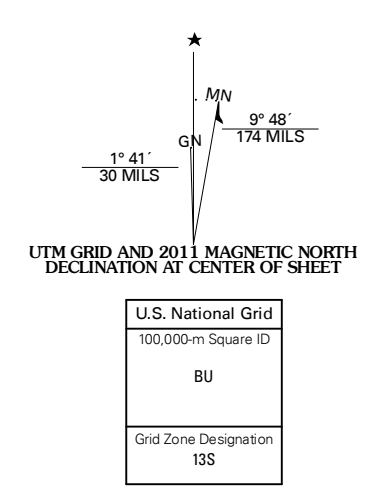 ★
MN
GN
9° 48´
174 MILS
1° 41´
30 MILS
UTM GRID AND 2011 MAGNETIC NORTH
DECLINATION AT CENTER OF SHEET
U.S. National Grid
100,000-m Square ID
BU
Grid Zone Designation
13S